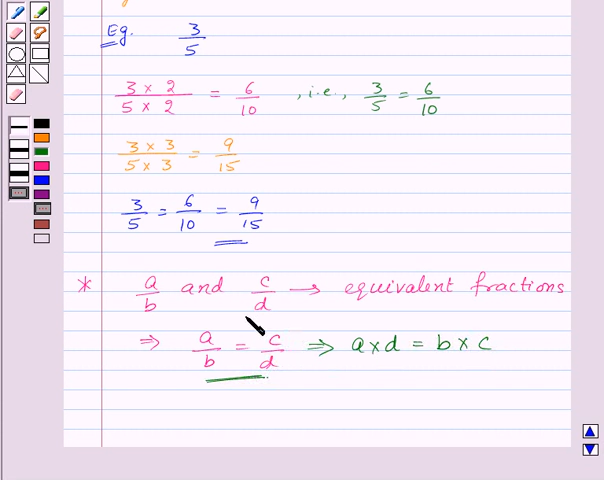 Eg. 3/5
3 × 2 / 5 × 2 = 6/10 , i.e., 3/5 = 6/10
3 × 3 / 5 × 3 = 9/15
3/5 = 6/10 = 9/15
* a/b and c/d → equivalent fractions
⇒ a/b = c/d ⇒ a×d = b×c